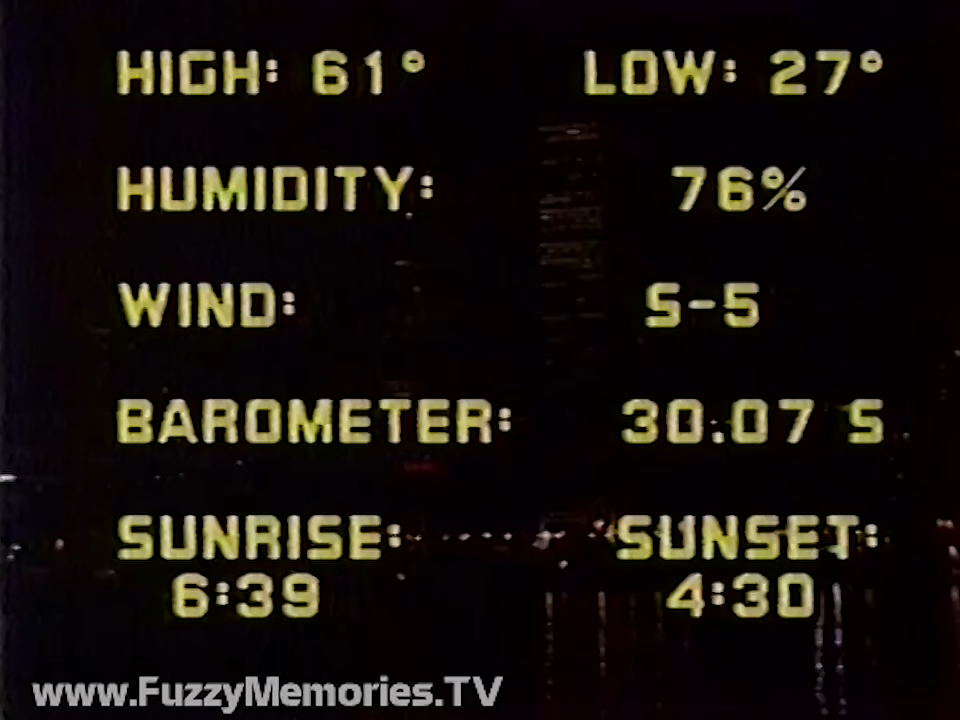 HIGH: 61° LOW: 27°
HUMIDITY: 76%
WIND: S-5
BAROMETER: 30.07 S
SUNRISE: SUNSET:
6:39 4:30
www.FuzzyMemories.TV